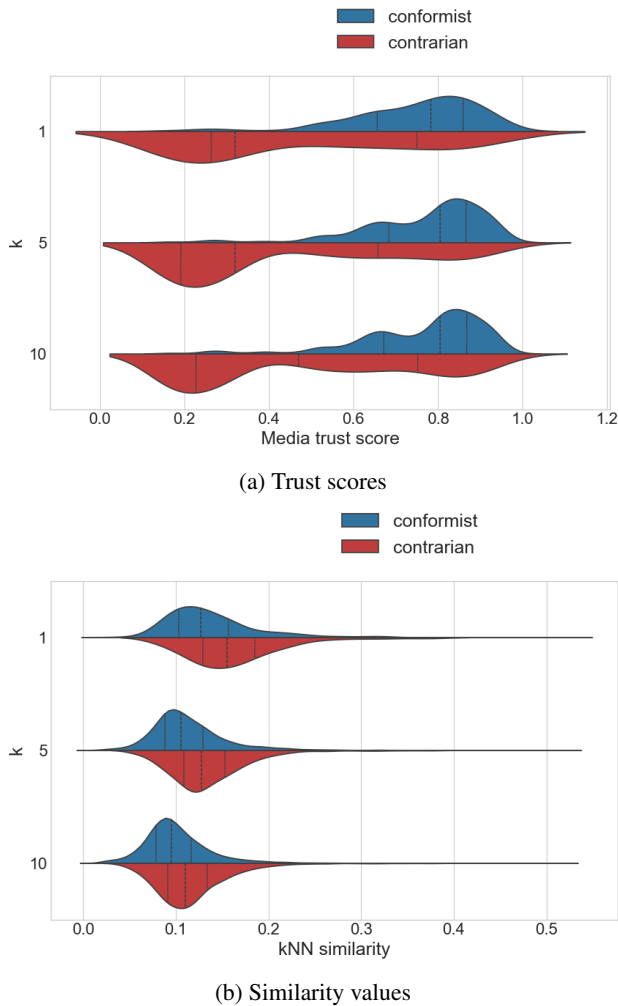 conformist
contrarian
1
5
10
k
0.0 0.2 0.4 0.6 0.8 1.0 1.2
Media trust score
(a) Trust scores
conformist
contrarian
1
5
10
k
0.0 0.1 0.2 0.3 0.4 0.5
kNN similarity
(b) Similarity values